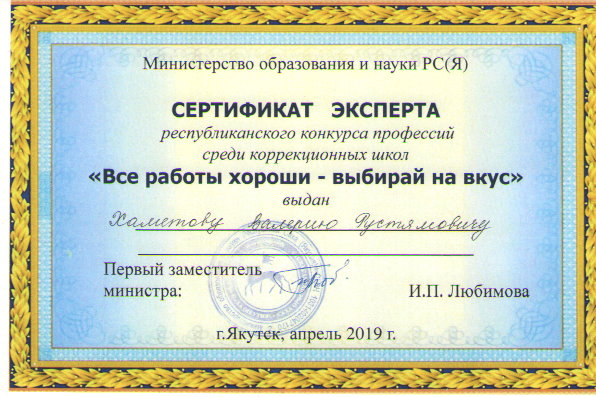 Министерство образования и науки РС(Я)
СЕРТИФИКАТ ЭКСПЕРТА
республиканского конкурса профессий
среди коррекционных школ
«Все работы хороши - выбирай на вкус»
выдан
Хаметову Валерию Рустямовичу
Первый заместитель
министра:
И.П. Любимова
г.Якутск, апрель 2019 г.